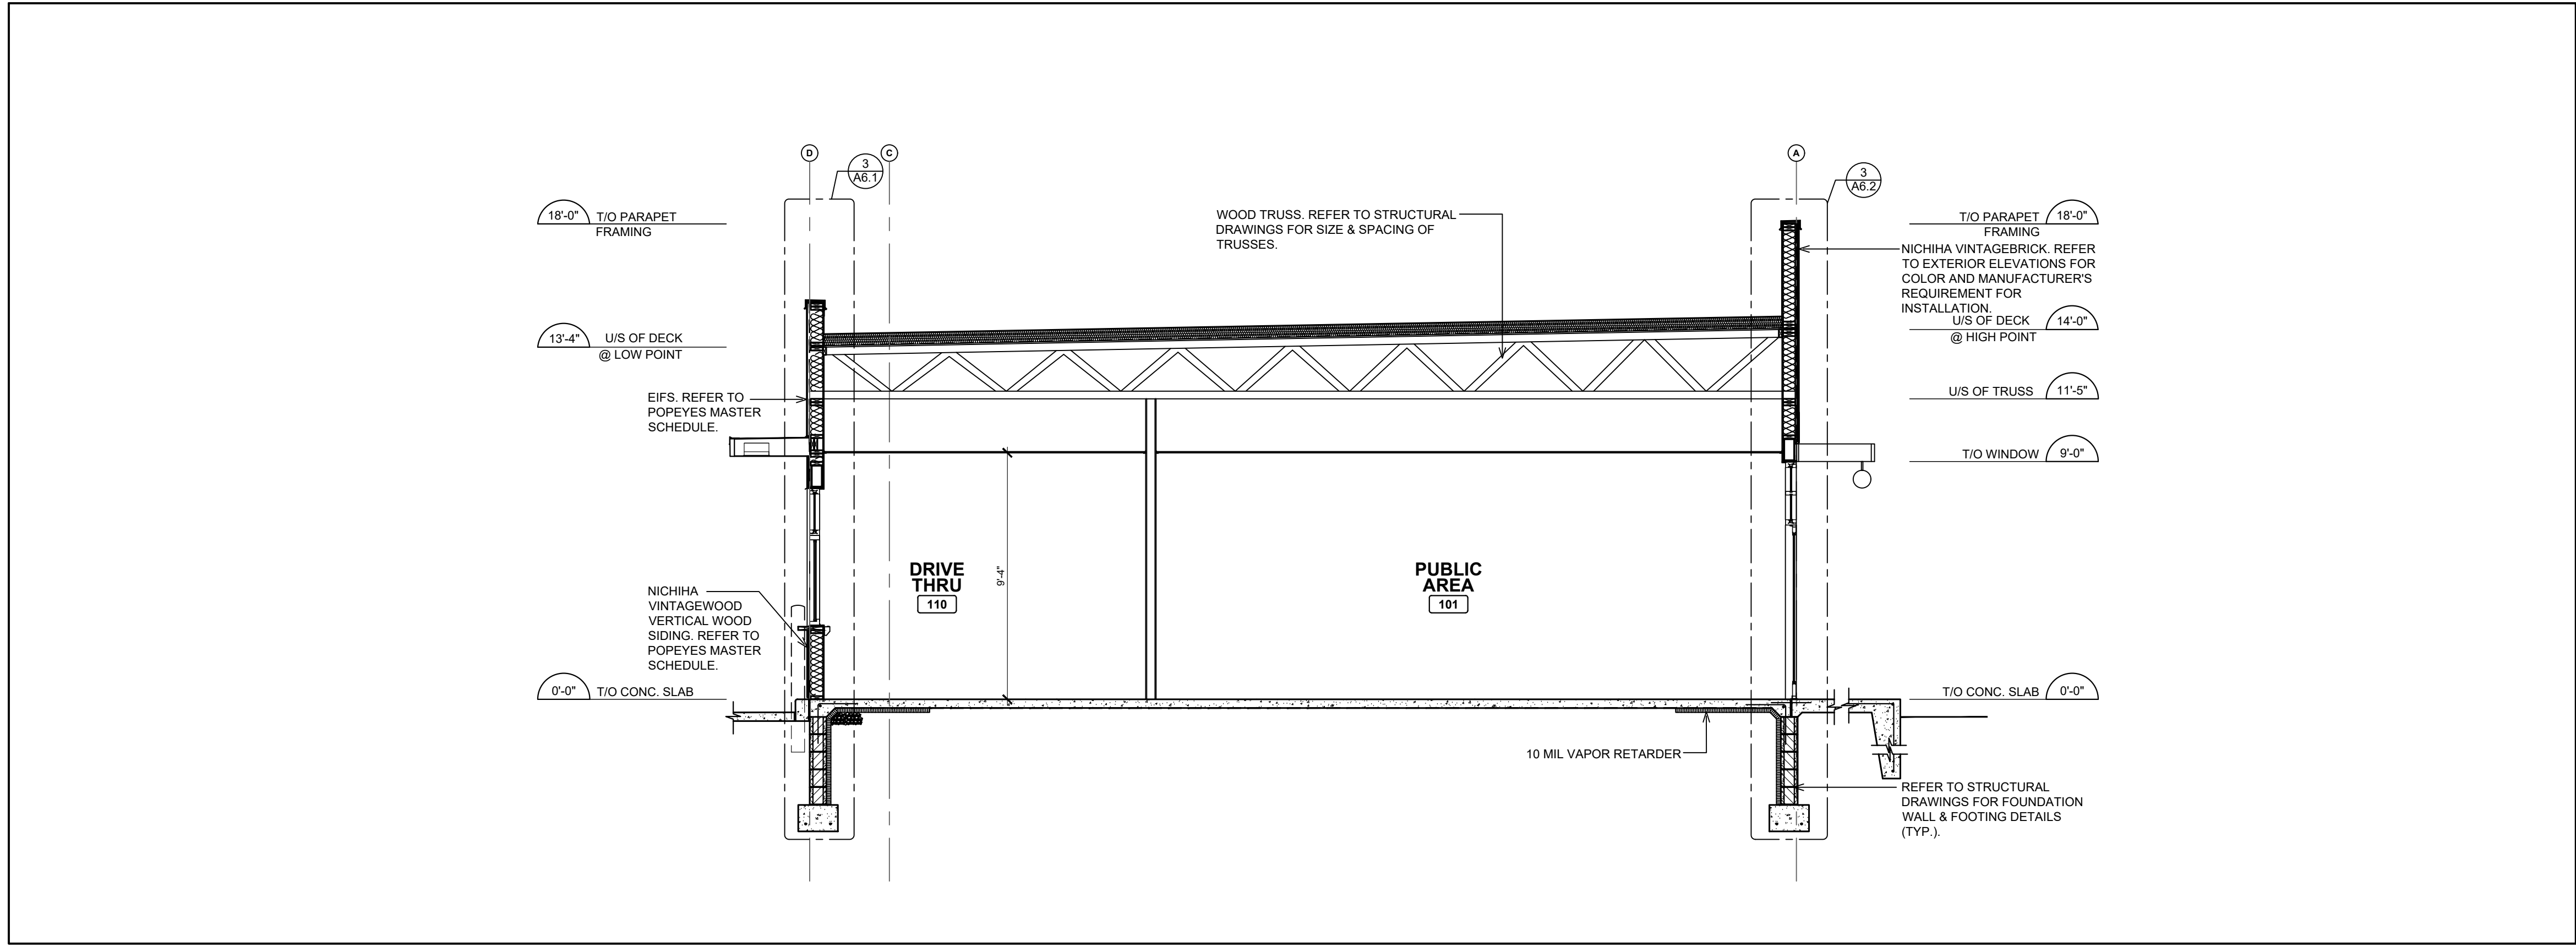 D
C
A
3
A6.1
3
A6.2
18'-0" T/O PARAPET
FRAMING
13'-4" U/S OF DECK
@ LOW POINT
EIFS. REFER TO
POPEYES MASTER
SCHEDULE.
NICHIHA
VINTAGEWOOD
VERTICAL WOOD
SIDING. REFER TO
POPEYES MASTER
SCHEDULE.
0'-0" T/O CONC. SLAB
WOOD TRUSS. REFER TO STRUCTURAL
DRAWINGS FOR SIZE & SPACING OF
TRUSSES.
DRIVE
THRU
110
9'-4"
PUBLIC
AREA
101
10 MIL VAPOR RETARDER
T/O PARAPET 18'-0"
FRAMING
NICHIHA VINTAGEBRICK. REFER
TO EXTERIOR ELEVATIONS FOR
COLOR AND MANUFACTURER'S
REQUIREMENT FOR
INSTALLATION.
U/S OF DECK 14'-0"
@ HIGH POINT
U/S OF TRUSS 11'-5"
T/O WINDOW 9'-0"
T/O CONC. SLAB 0'-0"
REFER TO STRUCTURAL
DRAWINGS FOR FOUNDATION
WALL & FOOTING DETAILS
(TYP.).